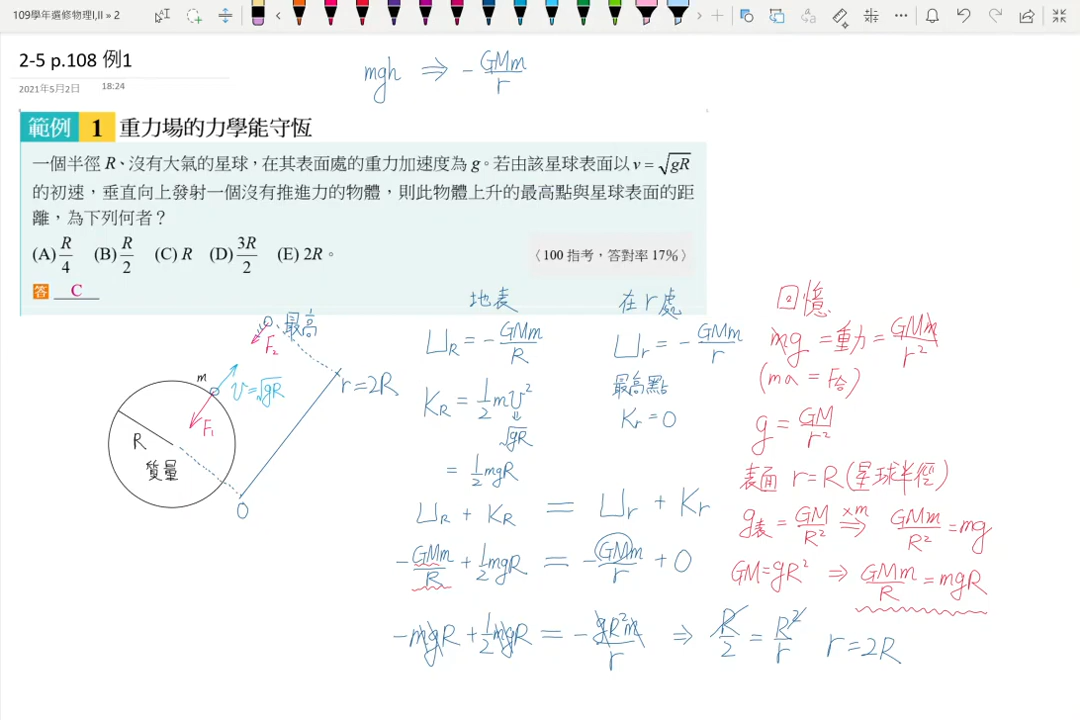 109學年選修物理I,II » 2
2-5 p.108 例1
2021年5月2日 18:24
mgh ⇒ -GMm/r
範例 1 重力場的力學能守恆
一個半徑 R、沒有大氣的星球，在其表面處的重力加速度為 g。若由該星球表面以 v = √gR
的初速，垂直向上發射一個沒有推進力的物體，則此物體上升的最高點與星球表面的距
離，為下列何者？
(A) R/4 (B) R/2 (C) R (D) 3R/2 (E) 2R。 〈100 指考，答對率 17%〉
答 C
最高
F₂
m
v=√gR
F₁
R
質量
O
r=2R
地表
U_R = -GMm/R
K_R = 1/2 mv²
√gR
= 1/2 mgR
在r處
U_r = -GMm/r
最高點
K_r = 0
U_R + K_R = U_r + K_r
-GMm/R + 1/2 mgR = -GMm/r + 0
-mgR + 1/2 mgR = -gR²m/r ⇒ R/2 = R²/r r=2R
回憶
mg = 重力 = GMm/r²
(ma = F合)
g = GM/r²
表面 r=R(星球半徑)
g表 = GM/R² ×m ⇒ GMm/R² = mg
GM=gR² ⇒ GMm/R = mgR